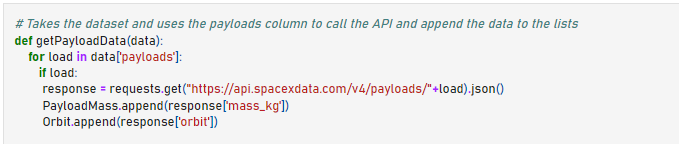 # Takes the dataset and uses the payloads column to call the API and append the data to the lists
def getPayloadData(data):
    for load in data['payloads']:
       if load:
        response = requests.get("https://api.spacexdata.com/v4/payloads/"+load).json()
        PayloadMass.append(response['mass_kg'])
        Orbit.append(response['orbit'])